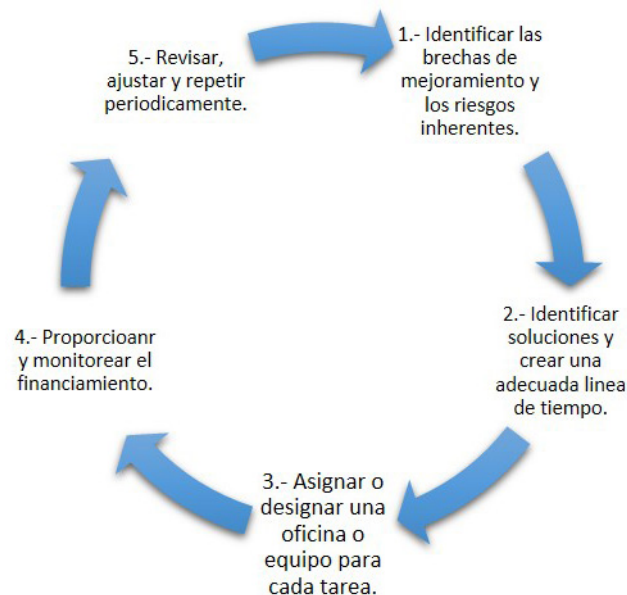 1.- Identificar las
brechas de
mejoramiento y
los riesgos
inherentes.
2.- Identificar
soluciones y
crear una
adecuada linea
de tiempo.
3.- Asignar o
designar una
oficina o
equipo para
cada tarea.
4.- Proporcioanr
y monitorear el
financiamiento.
5.- Revisar,
ajustar y repetir
periodicamente.